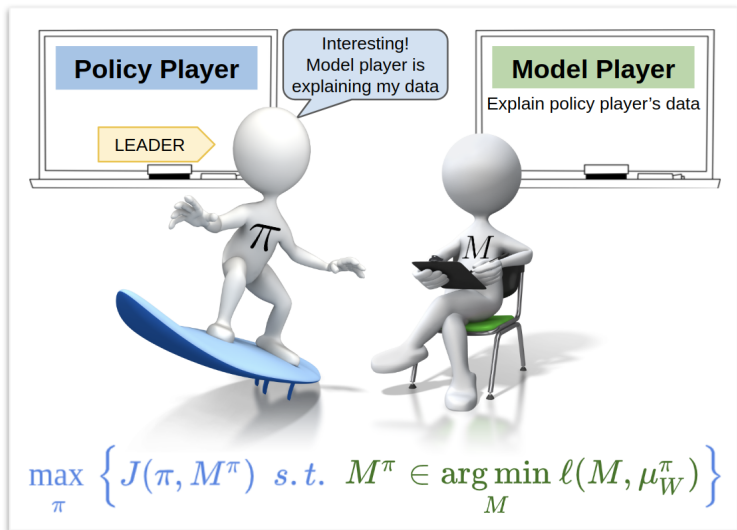 Policy Player
Interesting!
Model player is
explaining my data
Model Player
Explain policy player's data
LEADER
π
M
max_π { J(π, M^π) s.t. M^π ∈ arg min_M ℓ(M, μ_W^π) }